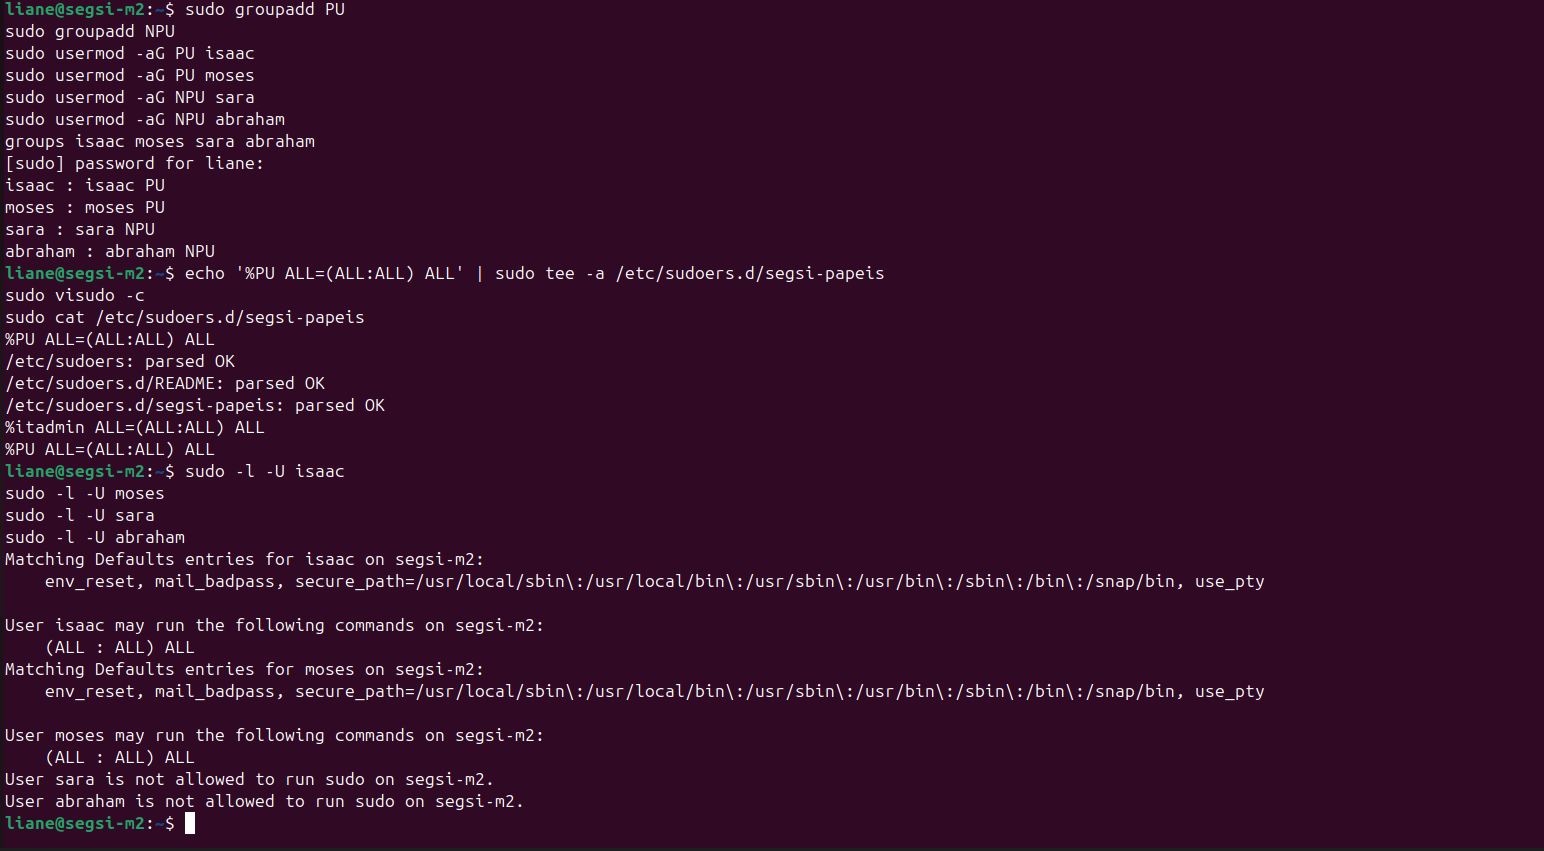 liane@segsi-m2:~$ sudo groupadd PU
sudo groupadd NPU
sudo usermod -aG PU isaac
sudo usermod -aG PU moses
sudo usermod -aG NPU sara
sudo usermod -aG NPU abraham
groups isaac moses sara abraham
[sudo] password for liane:
isaac : isaac PU
moses : moses PU
sara : sara NPU
abraham : abraham NPU
liane@segsi-m2:~$ echo '%PU ALL=(ALL:ALL) ALL' | sudo tee -a /etc/sudoers.d/segsi-papeis
sudo visudo -c
sudo cat /etc/sudoers.d/segsi-papeis
%PU ALL=(ALL:ALL) ALL
/etc/sudoers: parsed OK
/etc/sudoers.d/README: parsed OK
/etc/sudoers.d/segsi-papeis: parsed OK
%itadmin ALL=(ALL:ALL) ALL
%PU ALL=(ALL:ALL) ALL
liane@segsi-m2:~$ sudo -l -U isaac
sudo -l -U moses
sudo -l -U sara
sudo -l -U abraham
Matching Defaults entries for isaac on segsi-m2:
    env_reset, mail_badpass, secure_path=/usr/local/sbin\:/usr/local/bin\:/usr/sbin\:/usr/bin\:/sbin\:/bin\:/snap/bin, use_pty

User isaac may run the following commands on segsi-m2:
    (ALL : ALL) ALL
Matching Defaults entries for moses on segsi-m2:
    env_reset, mail_badpass, secure_path=/usr/local/sbin\:/usr/local/bin\:/usr/sbin\:/usr/bin\:/sbin\:/bin\:/snap/bin, use_pty

User moses may run the following commands on segsi-m2:
    (ALL : ALL) ALL
User sara is not allowed to run sudo on segsi-m2.
User abraham is not allowed to run sudo on segsi-m2.
liane@segsi-m2:~$